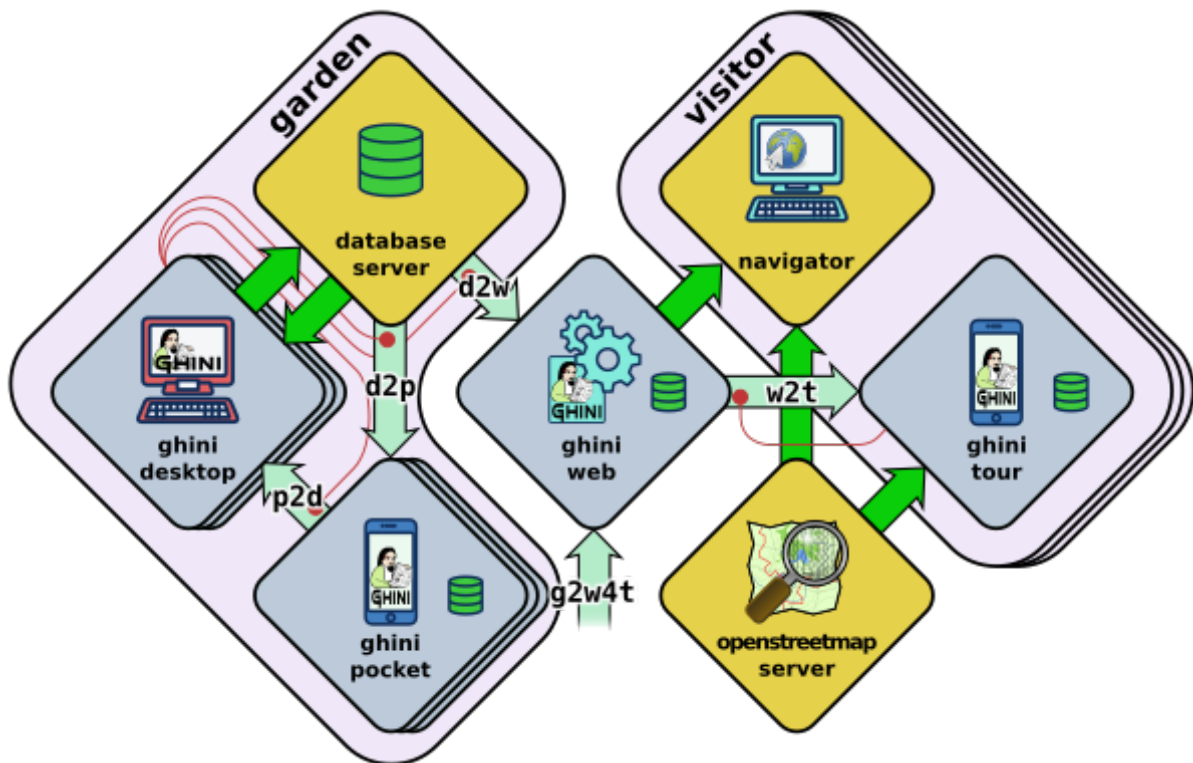 garden
visitor
database
server
navigator
d2w
GHINI
ghini
desktop
d2p
GHINI
ghini
web
w2t
GHINI
ghini
tour
p2d
GHINI
ghini
pocket
g2w4t
openstreetmap
server